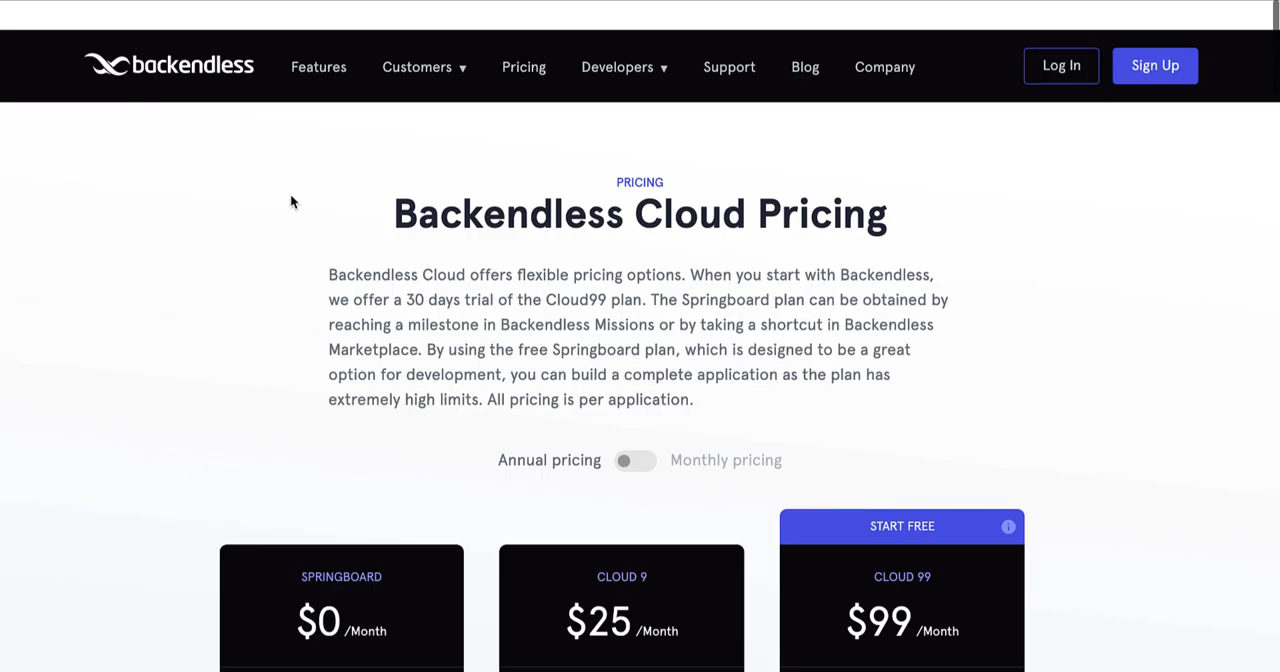 backendless Features Customers ▾ Pricing Developers ▾ Support Blog Company Log In Sign Up
PRICING
Backendless Cloud Pricing
Backendless Cloud offers flexible pricing options. When you start with Backendless,
we offer a 30 days trial of the Cloud99 plan. The Springboard plan can be obtained by
reaching a milestone in Backendless Missions or by taking a shortcut in Backendless
Marketplace. By using the free Springboard plan, which is designed to be a great
option for development, you can build a complete application as the plan has
extremely high limits. All pricing is per application.
Annual pricing Monthly pricing
START FREE i
SPRINGBOARD CLOUD 9 CLOUD 99
$0 /Month $25 /Month $99 /Month